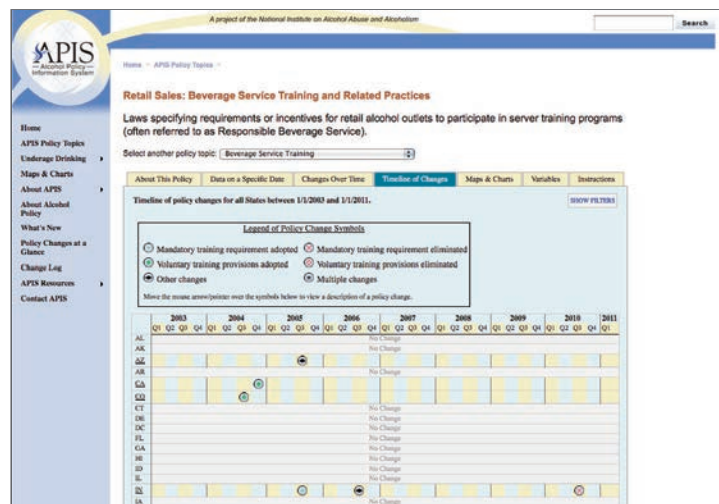 A project of the National Institute on Alcohol Abuse and Alcoholism
Search
APIS
Alcohol Policy
Information System
Home
APIS Policy Topics
Retail Sales: Beverage Service Training and Related Practices
Laws specifying requirements or incentives for retail alcohol outlets to participate in server training programs
(often referred to as Responsible Beverage Service).
Select another policy topic: Beverage Service Training
Home
APIS Policy Topics
Underage Drinking
Maps & Charts
About APIS
About Alcohol
Policy
What's New
Policy Changes at a
Glance
Change Log
APIS Resources
Contact APIS
About This Policy Data on a Specific Date Changes Over Time Timeline of Changes Maps & Charts Variables Instructions
Timeline of policy changes for all States between 1/1/2003 and 1/1/2011. SHOW FILTERS
Legend of Policy Change Symbols
Mandatory training requirement adopted Mandatory training requirement eliminated
Voluntary training provisions adopted Voluntary training provisions eliminated
Other changes Multiple changes
Move the mouse arrow/pointer over the symbols below to view a description of a policy change.
2003 2004 2005 2006 2007 2008 2009 2010 2011
Q1 Q2 Q3 Q4 Q1 Q2 Q3 Q4 Q1 Q2 Q3 Q4 Q1 Q2 Q3 Q4 Q1 Q2 Q3 Q4 Q1 Q2 Q3 Q4 Q1 Q2 Q3 Q4 Q1 Q2 Q3 Q4 Q1
AL No Change
AK No Change
AZ
AR No Change
CA
CO
CT No Change
DE No Change
DC No Change
FL No Change
GA No Change
HI No Change
ID No Change
IL No Change
IN
IA No Change